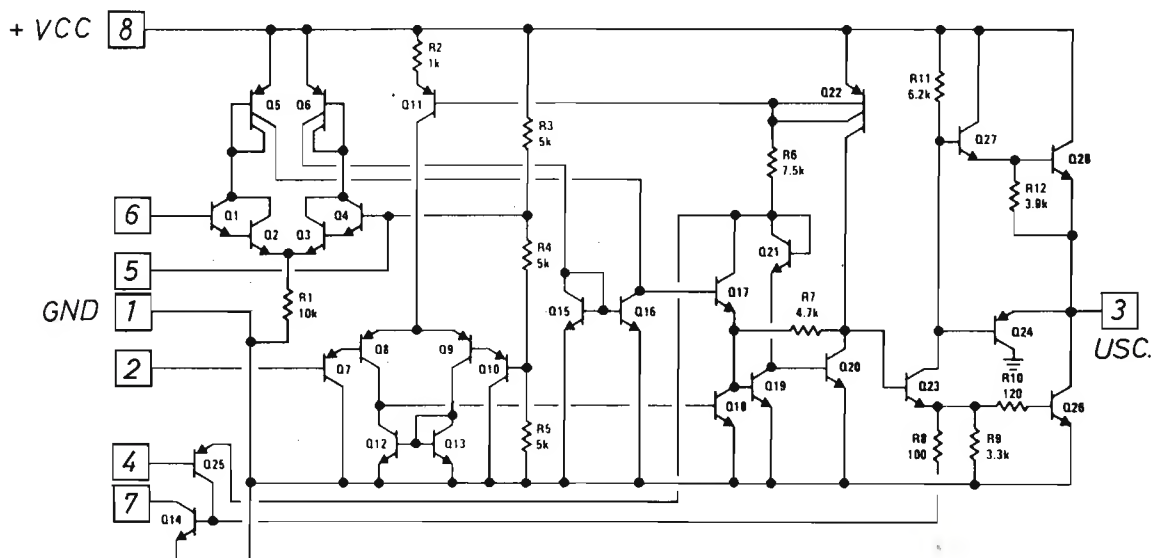 + VCC 8
R2
1k
Q5
Q6
Q11
Q22
R11
6.2k
R3
5k
Q27
Q28
R6
7.5k
R12
3.9k
6
Q1
Q2
Q3
Q4
R4
5k
Q21
5
R1
10k
GND 1
Q15
Q16
Q17
R7
4.7k
3
USC.
Q24
2
Q7
Q8
Q9
Q10
Q18
Q19
Q20
Q23
R10
120
Q26
R5
5k
Q12
Q13
R8
100
R9
3.3k
4
Q25
7
Q14